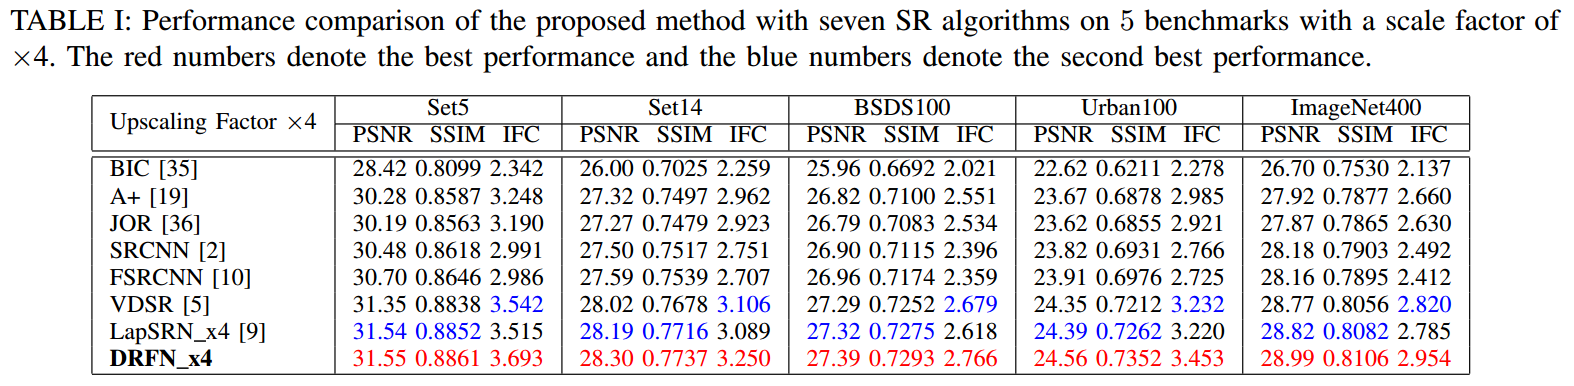 TABLE I: Performance comparison of the proposed method with seven SR algorithms on 5 benchmarks with a scale factor of
×4. The red numbers denote the best performance and the blue numbers denote the second best performance.
Upscaling Factor ×4 Set5 Set14 BSDS100 Urban100 ImageNet400
PSNR SSIM IFC PSNR SSIM IFC PSNR SSIM IFC PSNR SSIM IFC PSNR SSIM IFC
BIC [35] 28.42 0.8099 2.342 26.00 0.7025 2.259 25.96 0.6692 2.021 22.62 0.6211 2.278 26.70 0.7530 2.137
A+ [19] 30.28 0.8587 3.248 27.32 0.7497 2.962 26.82 0.7100 2.551 23.67 0.6878 2.985 27.92 0.7877 2.660
JOR [36] 30.19 0.8563 3.190 27.27 0.7479 2.923 26.79 0.7083 2.534 23.62 0.6855 2.921 27.87 0.7865 2.630
SRCNN [2] 30.48 0.8618 2.991 27.50 0.7517 2.751 26.90 0.7115 2.396 23.82 0.6931 2.766 28.18 0.7903 2.492
FSRCNN [10] 30.70 0.8646 2.986 27.59 0.7539 2.707 26.96 0.7174 2.359 23.91 0.6976 2.725 28.16 0.7895 2.412
VDSR [5] 31.35 0.8838 3.542 28.02 0.7678 3.106 27.29 0.7252 2.679 24.35 0.7212 3.232 28.77 0.8056 2.820
LapSRN_x4 [9] 31.54 0.8852 3.515 28.19 0.7716 3.089 27.32 0.7275 2.618 24.39 0.7262 3.220 28.82 0.8082 2.785
DRFN_x4 31.55 0.8861 3.693 28.30 0.7737 3.250 27.39 0.7293 2.766 24.56 0.7352 3.453 28.99 0.8106 2.954